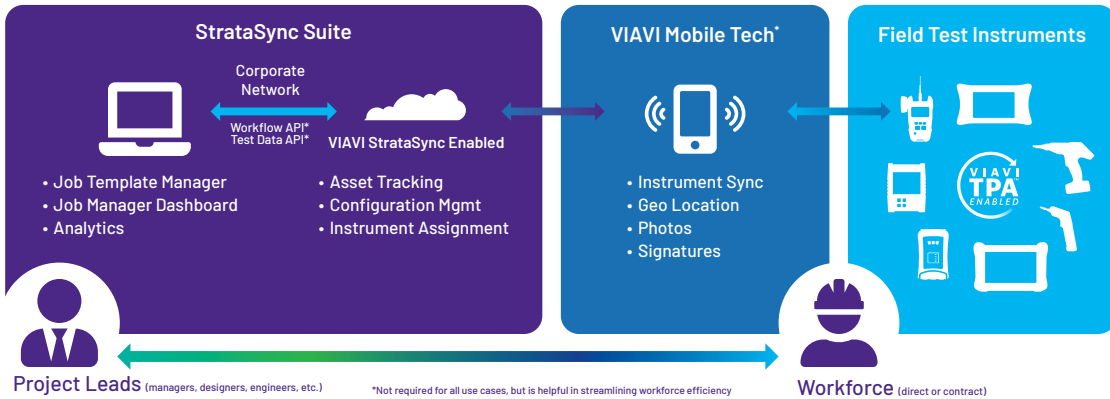 StrataSync Suite
Corporate
Network
Workflow API*
Test Data API*
VIAVI StrataSync Enabled
• Job Template Manager
• Job Manager Dashboard
• Analytics
• Asset Tracking
• Configuration Mgmt
• Instrument Assignment
VIAVI Mobile Tech*
• Instrument Sync
• Geo Location
• Photos
• Signatures
Field Test Instruments
VIAVI
TPA
ENABLED
Project Leads (managers, designers, engineers, etc.)
*Not required for all use cases, but is helpful in streamlining workforce efficiency
Workforce (direct or contract)